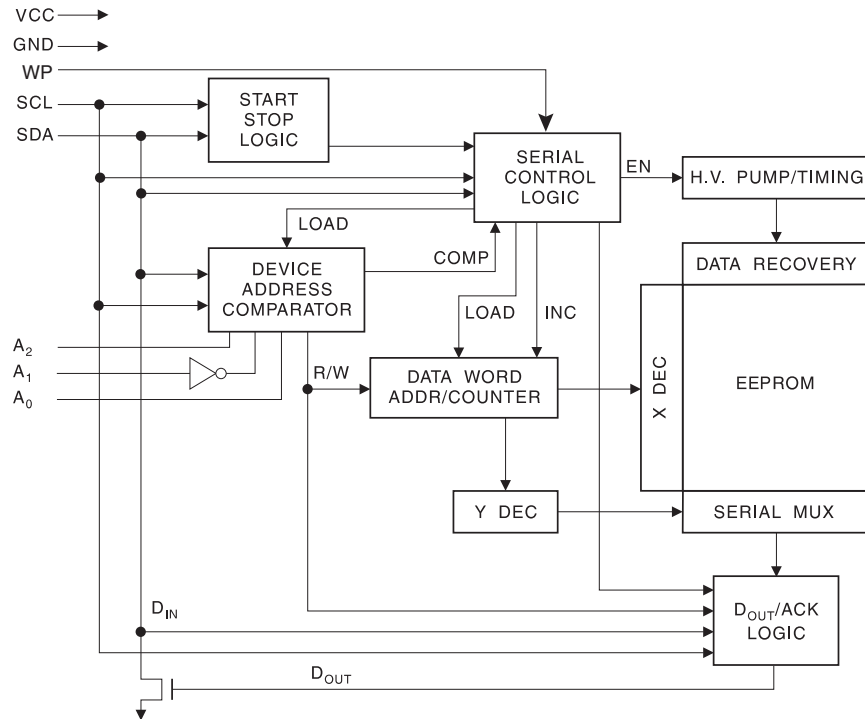 VCC
GND
WP
SCL
SDA
START
STOP
LOGIC
SERIAL
CONTROL
LOGIC
EN
H.V. PUMP/TIMING
LOAD
COMP
DEVICE
ADDRESS
COMPARATOR
DATA RECOVERY
LOAD
INC
A2
A1
A0
R/W
DATA WORD
ADDR/COUNTER
X DEC
EEPROM
Y DEC
SERIAL MUX
DIN
DOUT/ACK
LOGIC
DOUT